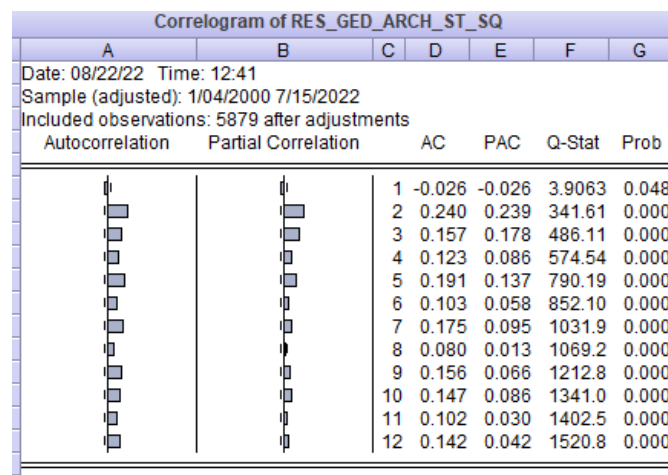 Correlogram of RES_GED_ARCH_ST_SQ
A B C D E F G
Date: 08/22/22 Time: 12:41
Sample (adjusted): 1/04/2000 7/15/2022
Included observations: 5879 after adjustments
Autocorrelation Partial Correlation AC PAC Q-Stat Prob
1 -0.026 -0.026 3.9063 0.048
2 0.240 0.239 341.61 0.000
3 0.157 0.178 486.11 0.000
4 0.123 0.086 574.54 0.000
5 0.191 0.137 790.19 0.000
6 0.103 0.058 852.10 0.000
7 0.175 0.095 1031.9 0.000
8 0.080 0.013 1069.2 0.000
9 0.156 0.066 1212.8 0.000
10 0.147 0.086 1341.0 0.000
11 0.102 0.030 1402.5 0.000
12 0.142 0.042 1520.8 0.000